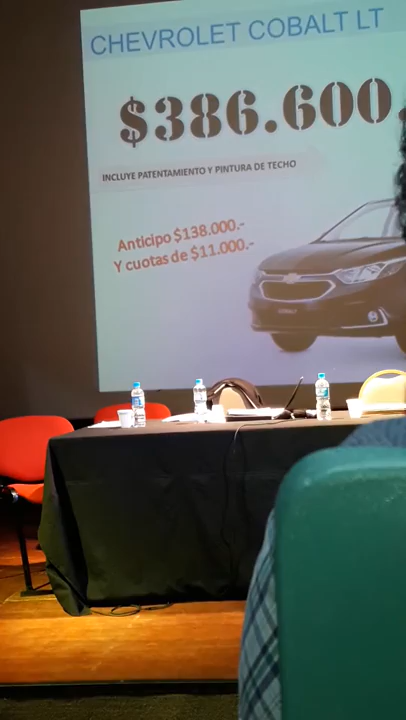 CHEVROLET COBALT LT
$386.600.
INCLUYE PATENTAMIENTO Y PINTURA DE TECHO
Anticipo $138.000.-
Y cuotas de $11.000.-